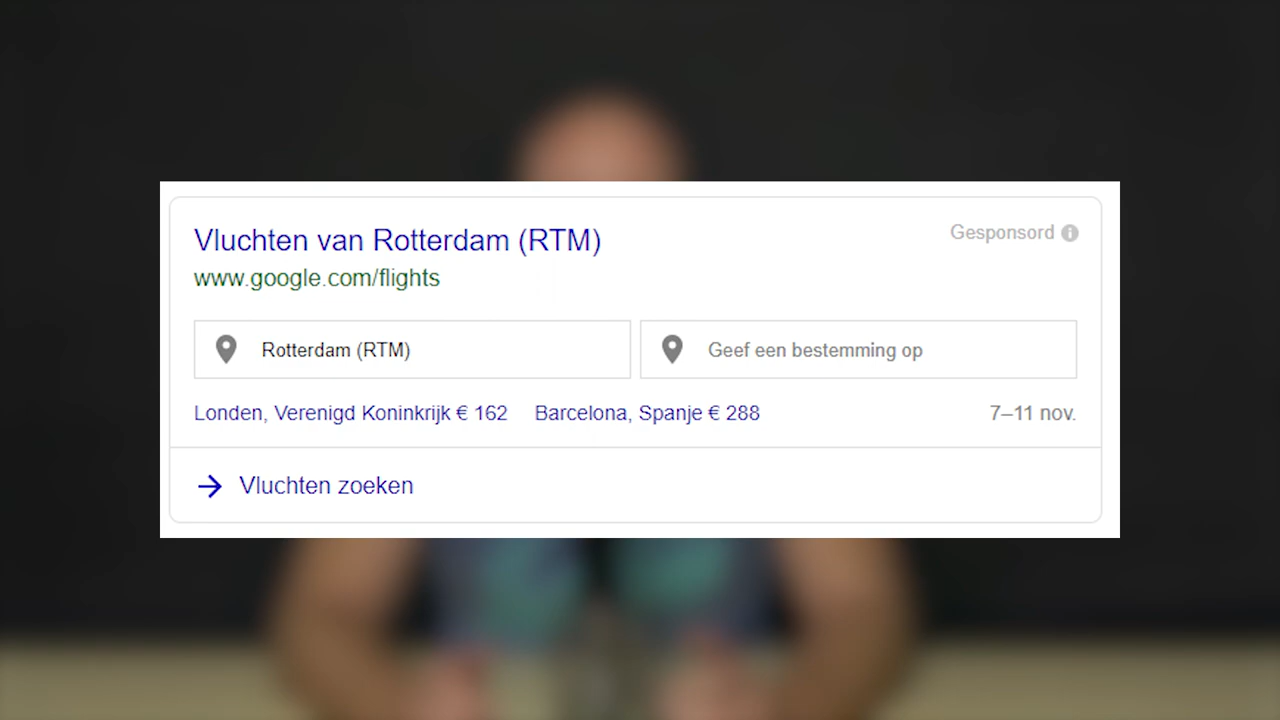 Vluchten van Rotterdam (RTM)
Gesponsord
www.google.com/flights
Rotterdam (RTM)
Geef een bestemming op
Londen, Verenigd Koninkrijk € 162 Barcelona, Spanje € 288 7–11 nov.
Vluchten zoeken